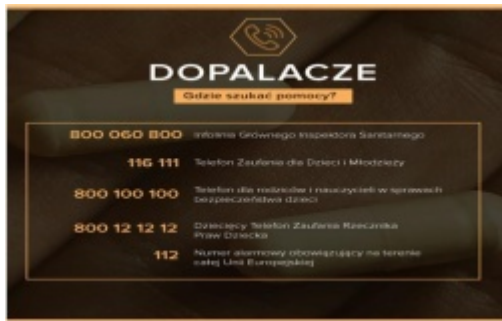 DOPALACZE
Gdzie szukać pomocy?
800 060 800 Infolinia Głównego Inspektora Sanitarnego
116 111 Telefon Zaufania dla Dzieci i Młodzieży
800 100 100 Telefon dla rodziców i nauczycieli w sprawach
bezpieczeństwa dzieci
800 12 12 12 Dziecięcy Telefon Zaufania Rzecznika
Praw Dziecka
112 Numer alarmowy obowiązujący na terenie
całej Unii Europejskiej